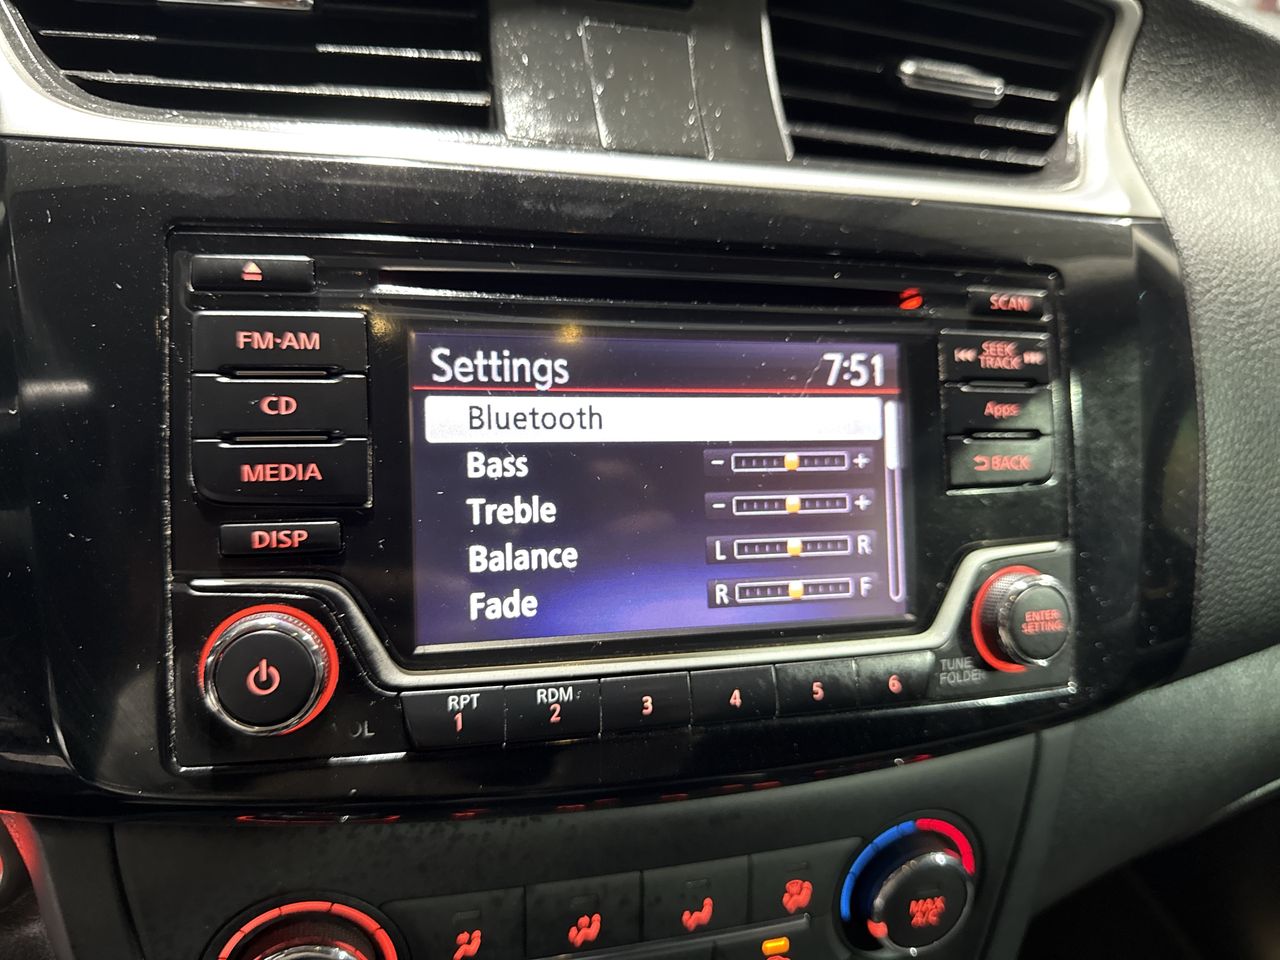 SCAN
FM·AM
SEEK
TRACK
Settings 7:51
Bluetooth
CD
Apps
Bass - +
BACK
MEDIA
Treble - +
DISP
Balance L R
Fade R F
ENTER
SETTING
TUNE
FOLDER
RPT
1
RDM
2
3
4
5
6
MAX
A/C